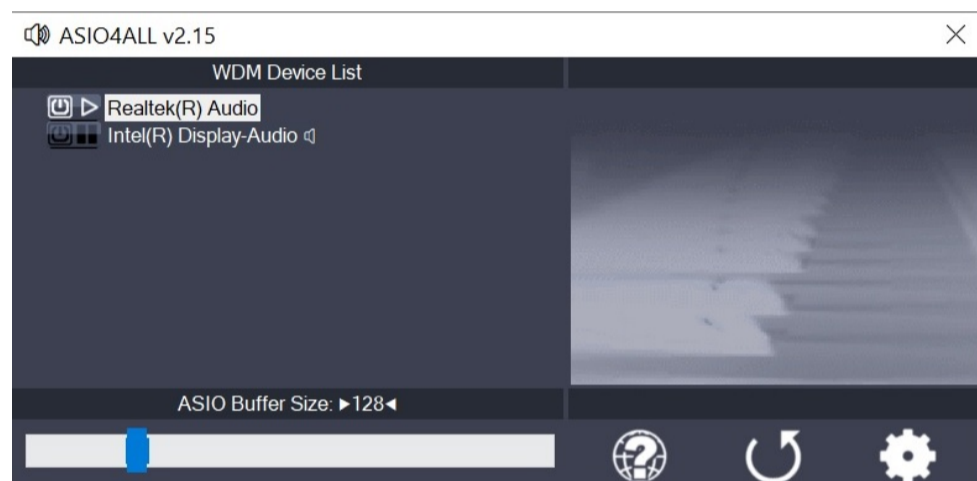 ASIO4ALL v2.15
WDM Device List
Realtek(R) Audio
Intel(R) Display-Audio
ASIO Buffer Size: ►128◄